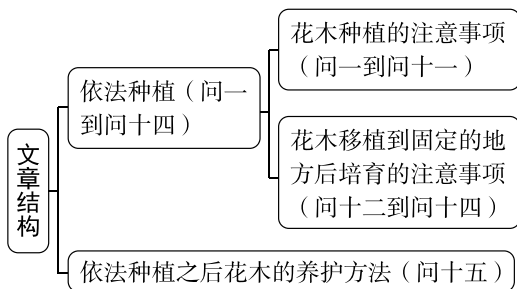 文章结构
依法种植（问一
到问十四）
花木种植的注意事项
（问一到问十一）
花木移植到固定的地
方后培育的注意事项
（问十二到问十四）
依法种植之后花木的养护方法（问十五）